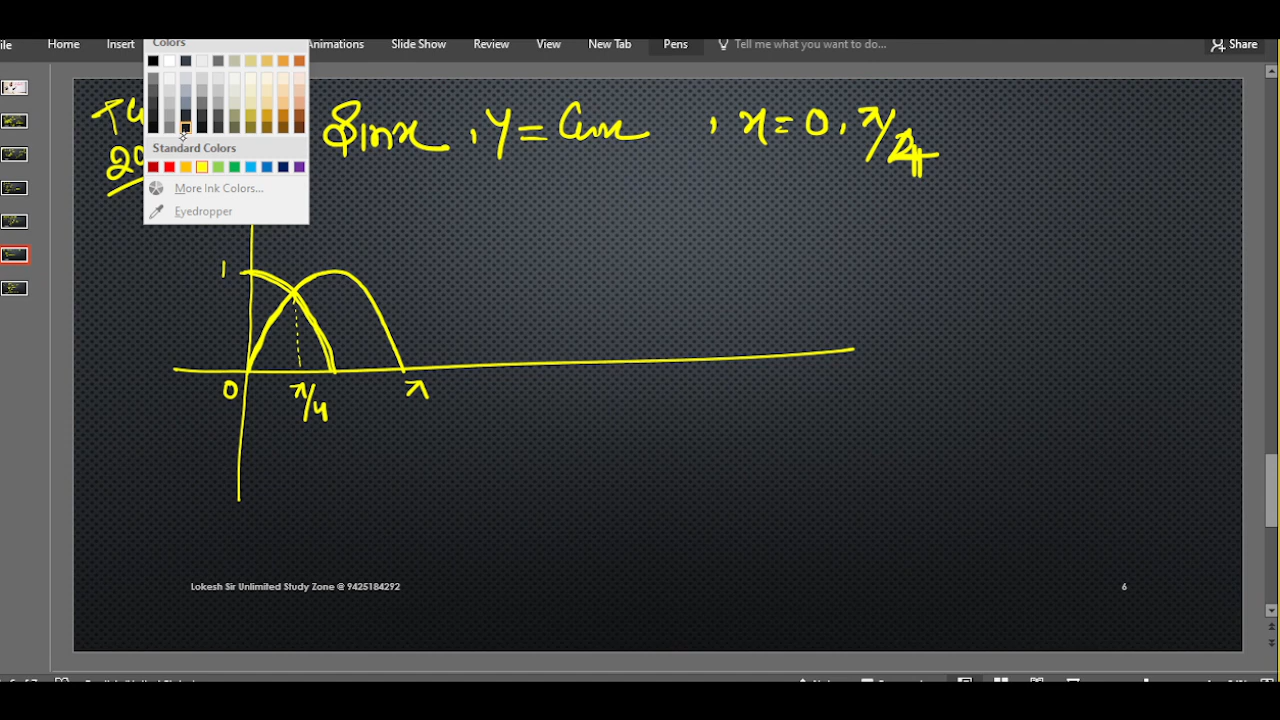 Colors
Home Insert Animations Slide Show Review View New Tab Pens Tell me what you want to do... Share
Sinx , y = Cosx , x = 0, π/4
20
Standard Colors
More Ink Colors...
Eyedropper
1
0 π/4 π
Lokesh Sir Unlimited Study Zone @ 9425184292 6